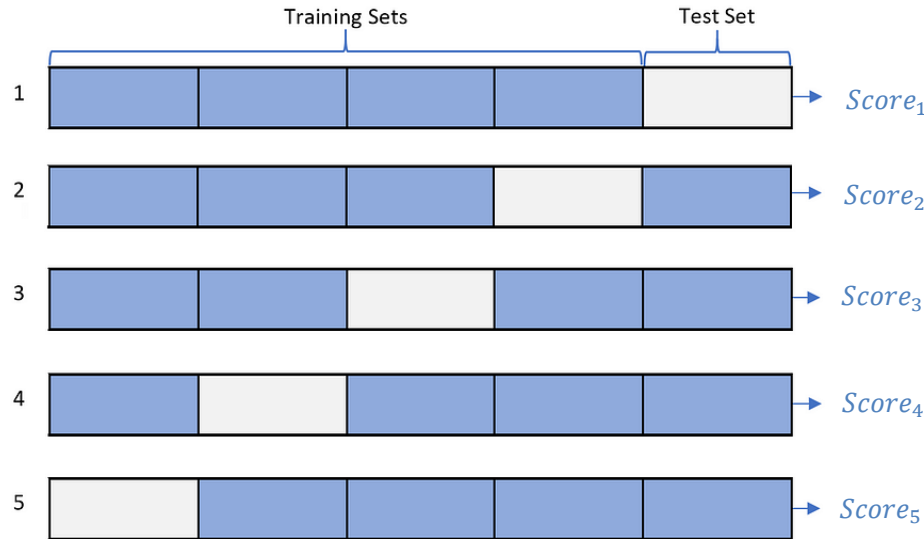 Training Sets
Test Set
1
Score₁
2
Score₂
3
Score₃
4
Score₄
5
Score₅